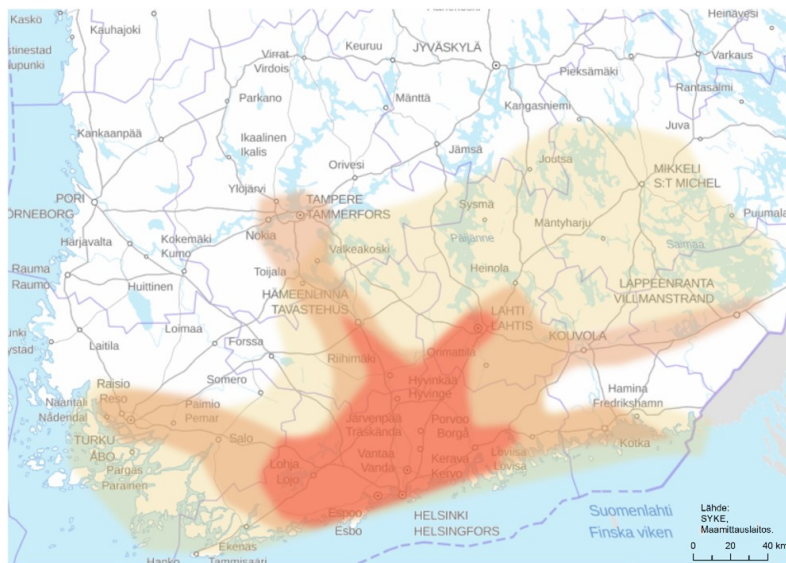 Kaskö
Kauhajoki
Keuruu
JYVÄSKYLÄ
Heinävesi
Virrat
Virdois
Varkaus
Pieksämäki
Rantasalmi
Parkano
Mänttä
Kangasniemi
Kankaanpää
Ikaalinen
Ikalis
Juva
Jämsä
Orivesi
Joutsa
MIKKELI
S:T MICHEL
Ylöjärvi
PORI
TAMPERE
TAMMERFORS
Sysmä
Puumala
Mäntyharju
Nokia
Harjavalta
Kokemäki
Kumo
Valkeakoski
Päijänne
Saimaa
Rauma
Raumo
Toijala
Heinola
Huittinen
HÄMEENLINNA
TAVASTEHUS
LAPPEENRANTA
VILLMANSTRAND
LAHTI
LAHTIS
Loimaa
Laitila
Forssa
KOUVOLA
Riihimäki
Orimattila
Somero
Hyvinkää
Hyvinge
Hamina
Fredrikshamn
Raisio
Reso
Naantali
Nådendal
Paimio
Pemar
Järvenpää
Träskända
Porvoo
Borgå
TURKU
ÅBO
Salo
Kotka
Lohja
Lojo
Vantaa
Vanda
Kerava
Kervo
Loviisa
Lovisa
Pargas
Parainen
Espoo
Esbo
HELSINKI
HELSINGFORS
Suomenlahti
Finska viken
Ekenäs
Tammisaari
Hanko
Lähde:
SYKE,
Maamittauslaitos.
0 20 40 km